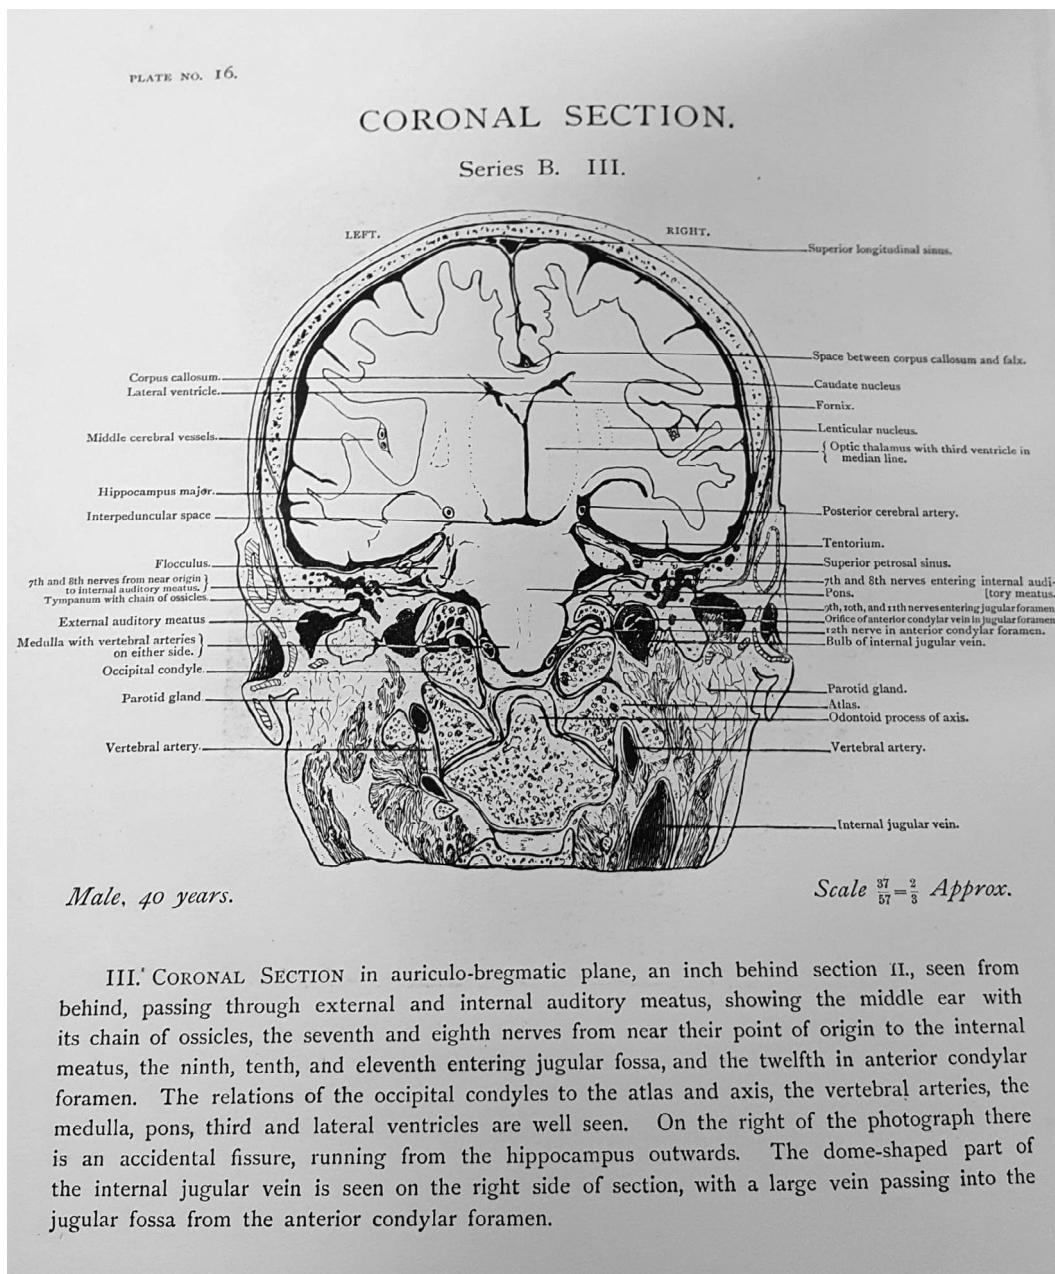 PLATE NO. 16.
CORONAL SECTION.
Series B. III.
LEFT.
RIGHT.
Corpus callosum.
Lateral ventricle.
Middle cerebral vessels.
Hippocampus major.
Interpeduncular space
Flocculus.
7th and 8th nerves from near origin }
to internal auditory meatus. }
Tympanum with chain of ossicles.
External auditory meatus
Medulla with vertebral arteries }
on either side. }
Occipital condyle.
Parotid gland
Vertebral artery.
Superior longitudinal sinus.
Space between corpus callosum and falx.
Caudate nucleus
Fornix.
Lenticular nucleus.
{ Optic thalamus with third ventricle in
{ median line.
Posterior cerebral artery.
Tentorium.
Superior petrosal sinus.
7th and 8th nerves entering internal audi-
Pons. [tory meatus.
9th, 10th, and 11th nerves entering jugular foramen
Orifice of anterior condylar vein in jugular foramen
12th nerve in anterior condylar foramen.
Bulb of internal jugular vein.
Parotid gland.
Atlas.
Odontoid process of axis.
Vertebral artery.
Internal jugular vein.
Male, 40 years.
Scale 37/57 = 2/3 Approx.
III. CORONAL SECTION in auriculo-bregmatic plane, an inch behind section II., seen from
behind, passing through external and internal auditory meatus, showing the middle ear with
its chain of ossicles, the seventh and eighth nerves from near their point of origin to the internal
meatus, the ninth, tenth, and eleventh entering jugular fossa, and the twelfth in anterior condylar
foramen. The relations of the occipital condyles to the atlas and axis, the vertebral arteries, the
medulla, pons, third and lateral ventricles are well seen. On the right of the photograph there
is an accidental fissure, running from the hippocampus outwards. The dome-shaped part of
the internal jugular vein is seen on the right side of section, with a large vein passing into the
jugular fossa from the anterior condylar foramen.